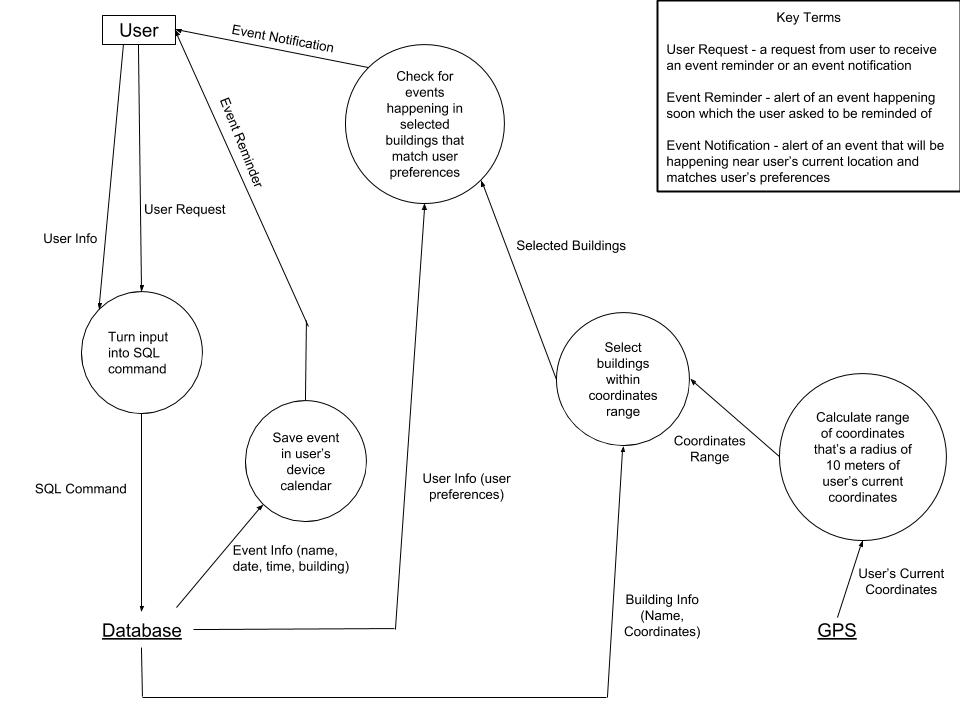 User
Event Notification
Key Terms
User Request - a request from user to receive
an event reminder or an event notification
Event Reminder - alert of an event happening
soon which the user asked to be reminded of
Event Notification - alert of an event that will be
happening near user's current location and
matches user's preferences
Check for
events
happening in
selected
buildings that
match user
preferences
Event Reminder
User Request
User Info
Selected Buildings
Turn input
into SQL
command
Select
buildings
within
coordinates
range
Calculate range
of coordinates
that's a radius of
10 meters of
user's current
coordinates
Coordinates
Range
Save event
in user's
device
calendar
SQL Command
User Info (user
preferences)
Event Info (name,
date, time, building)
User's Current
Coordinates
Building Info
(Name,
Coordinates)
Database
GPS